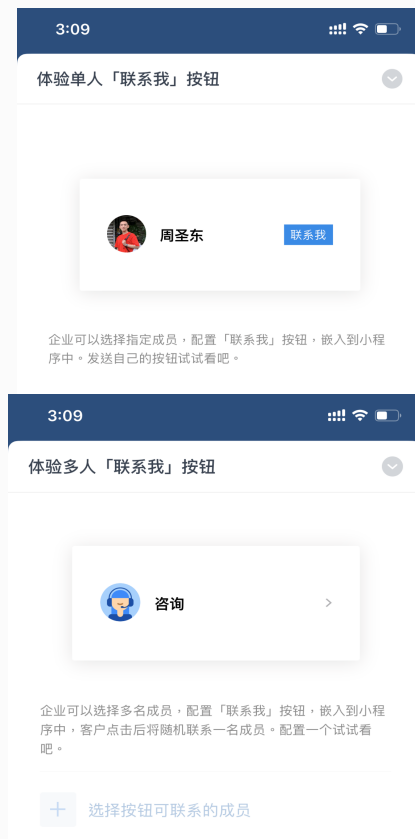 3:09
体验单人「联系我」按钮
周圣东
联系我
企业可以选择指定成员，配置「联系我」按钮，嵌入到小程
序中。发送自己的按钮试试看吧。
3:09
体验多人「联系我」按钮
咨询
企业可以选择多名成员，配置「联系我」按钮，嵌入到小程
序中，客户点击后将随机联系一名成员。配置一个试试看
吧。
选择按钮可联系的成员